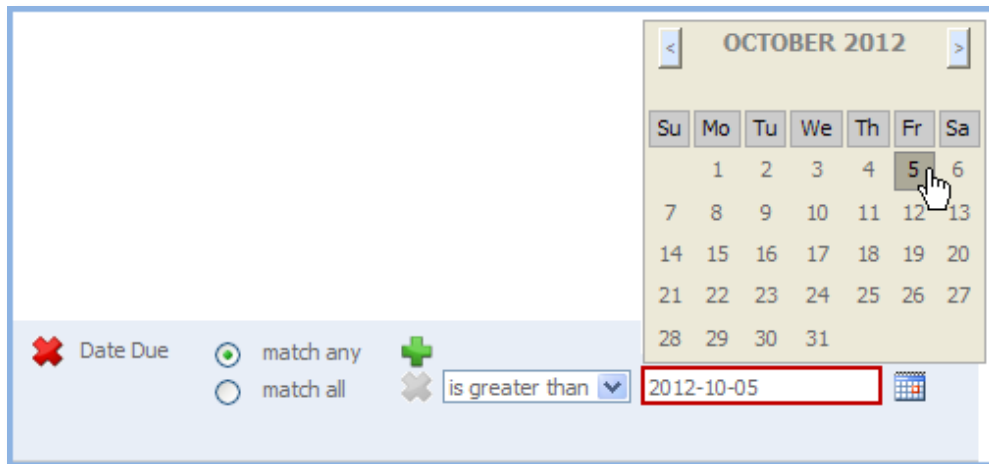 < OCTOBER 2012 >
Su Mo Tu We Th Fr Sa
1 2 3 4 5 6
7 8 9 10 11 12 13
14 15 16 17 18 19 20
21 22 23 24 25 26 27
28 29 30 31
Date Due match any
match all is greater than 2012-10-05